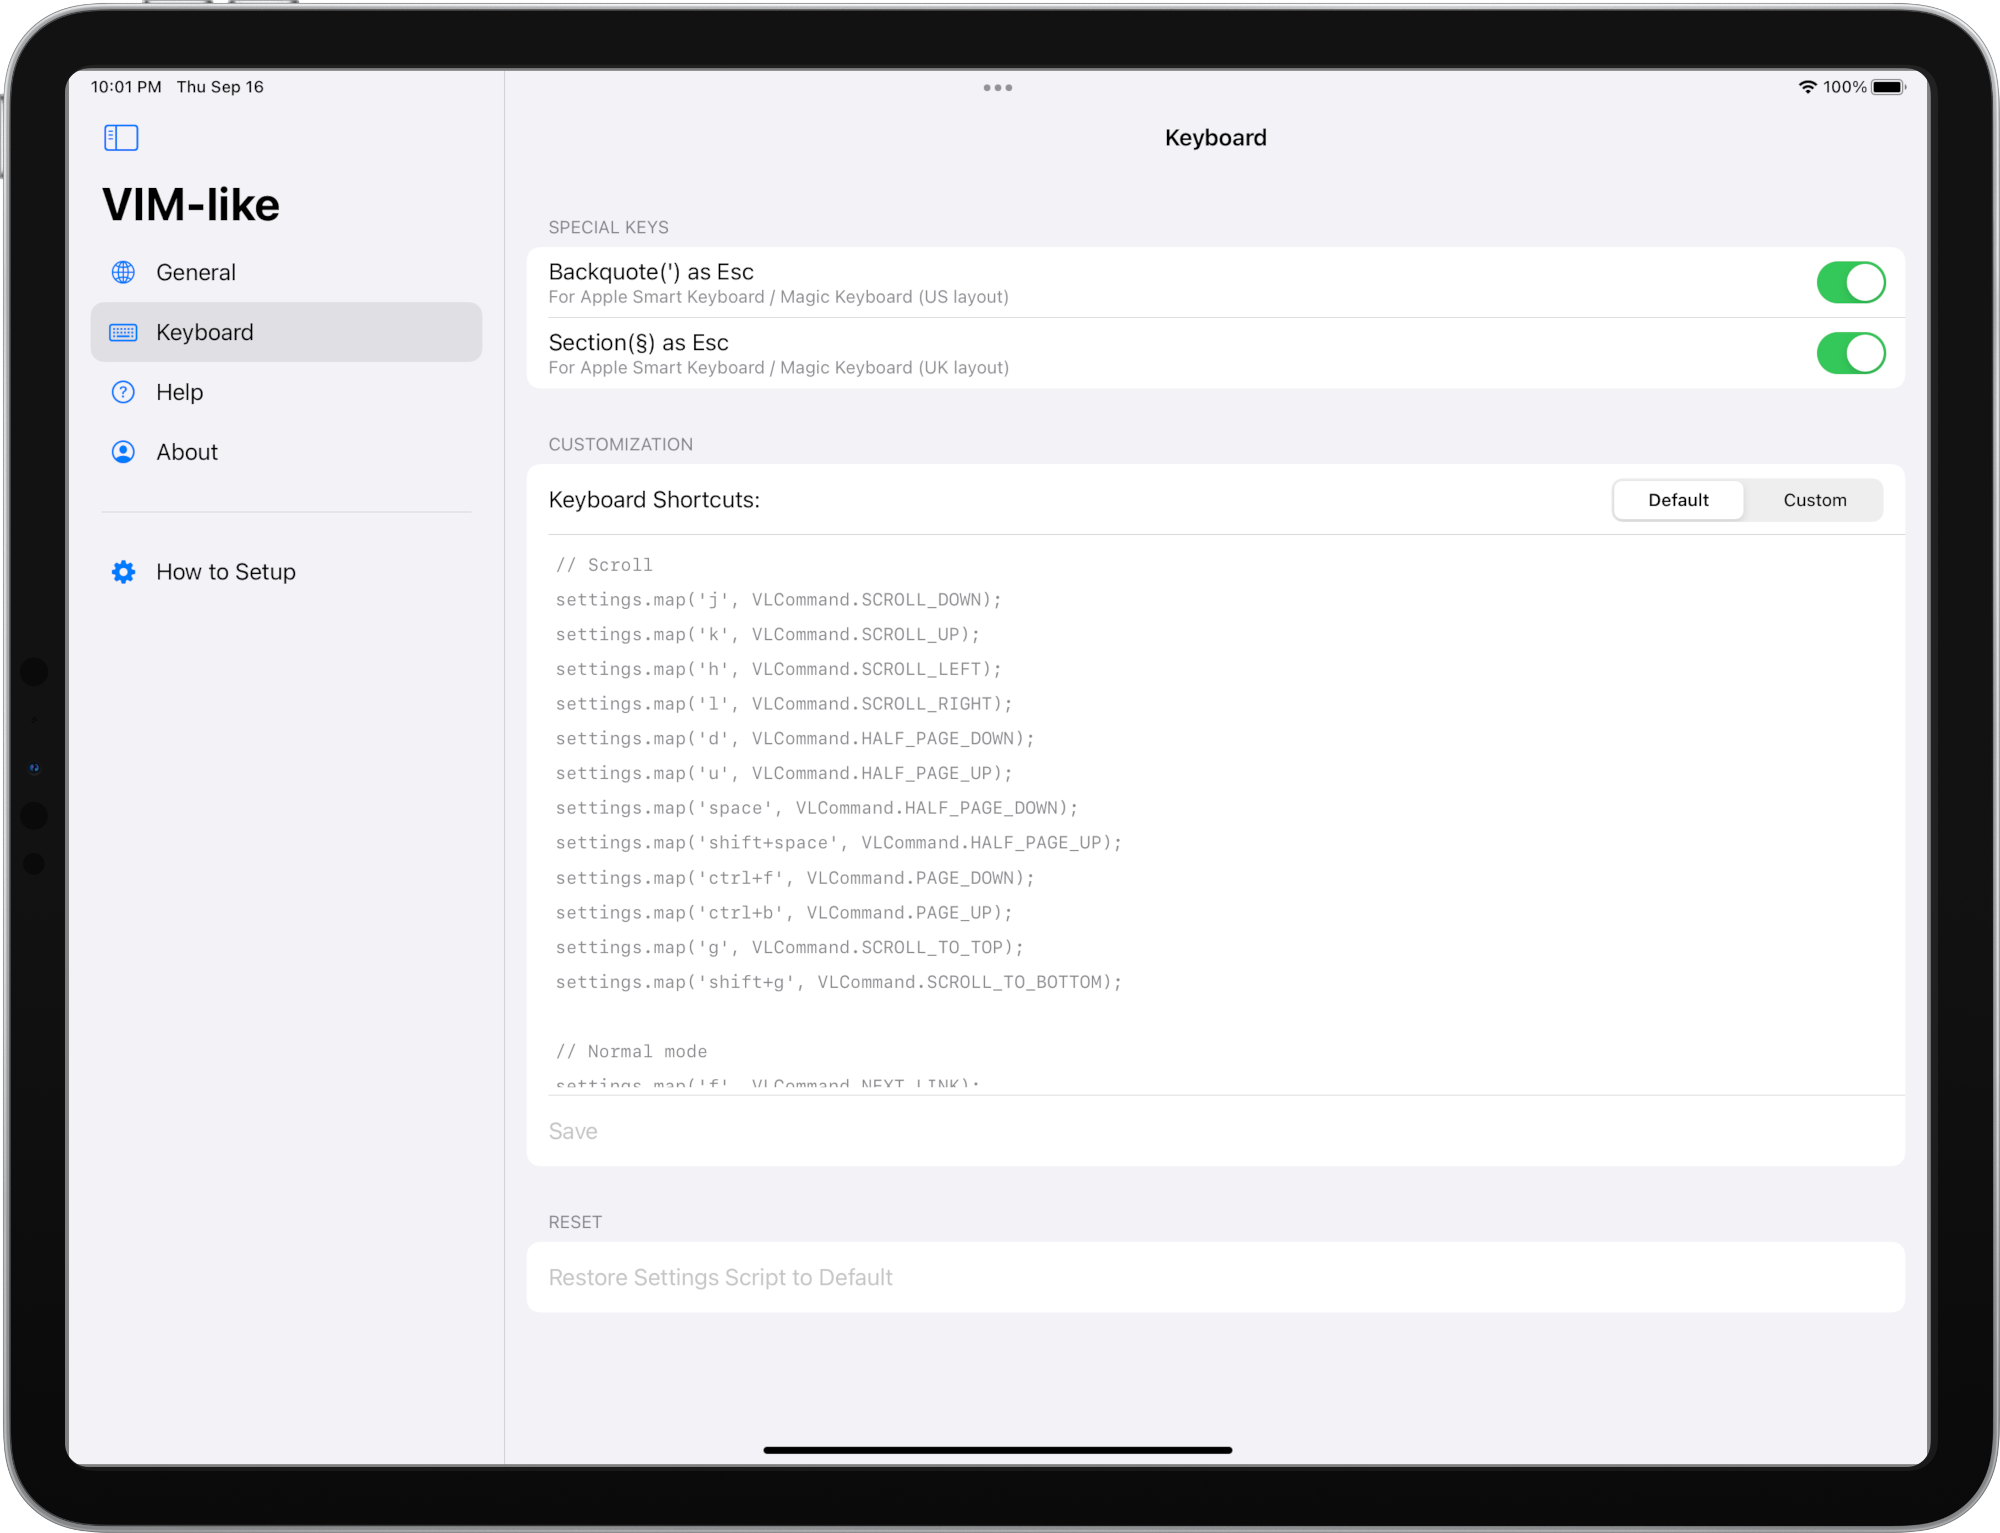 10:01 PM Thu Sep 16
100%
VIM-like
General
Keyboard
Help
About
How to Setup
Keyboard
SPECIAL KEYS
Backquote(') as Esc
For Apple Smart Keyboard / Magic Keyboard (US layout)
Section(§) as Esc
For Apple Smart Keyboard / Magic Keyboard (UK layout)
CUSTOMIZATION
Keyboard Shortcuts:
Default Custom
// Scroll
settings.map('j', VLCommand.SCROLL_DOWN);
settings.map('k', VLCommand.SCROLL_UP);
settings.map('h', VLCommand.SCROLL_LEFT);
settings.map('l', VLCommand.SCROLL_RIGHT);
settings.map('d', VLCommand.HALF_PAGE_DOWN);
settings.map('u', VLCommand.HALF_PAGE_UP);
settings.map('space', VLCommand.HALF_PAGE_DOWN);
settings.map('shift+space', VLCommand.HALF_PAGE_UP);
settings.map('ctrl+f', VLCommand.PAGE_DOWN);
settings.map('ctrl+b', VLCommand.PAGE_UP);
settings.map('g', VLCommand.SCROLL_TO_TOP);
settings.map('shift+g', VLCommand.SCROLL_TO_BOTTOM);
// Normal mode
settings.map('f', VLCommand.NEXT_LINK);
Save
RESET
Restore Settings Script to Default